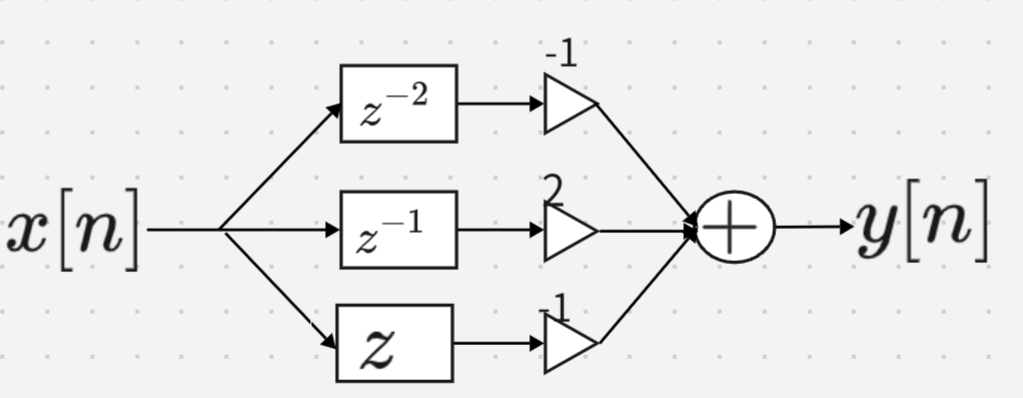 -1
z⁻²
2
x[n] z⁻¹ + y[n]
-1
z